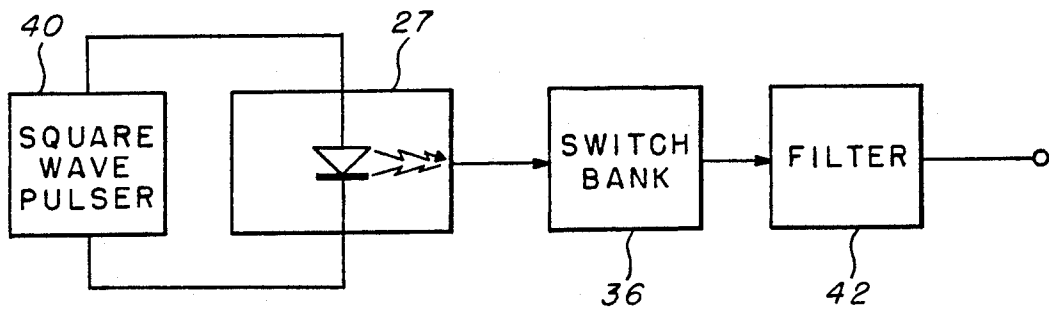 40
27
SQUARE
WAVE
PULSER
SWITCH
BANK
FILTER
36
42